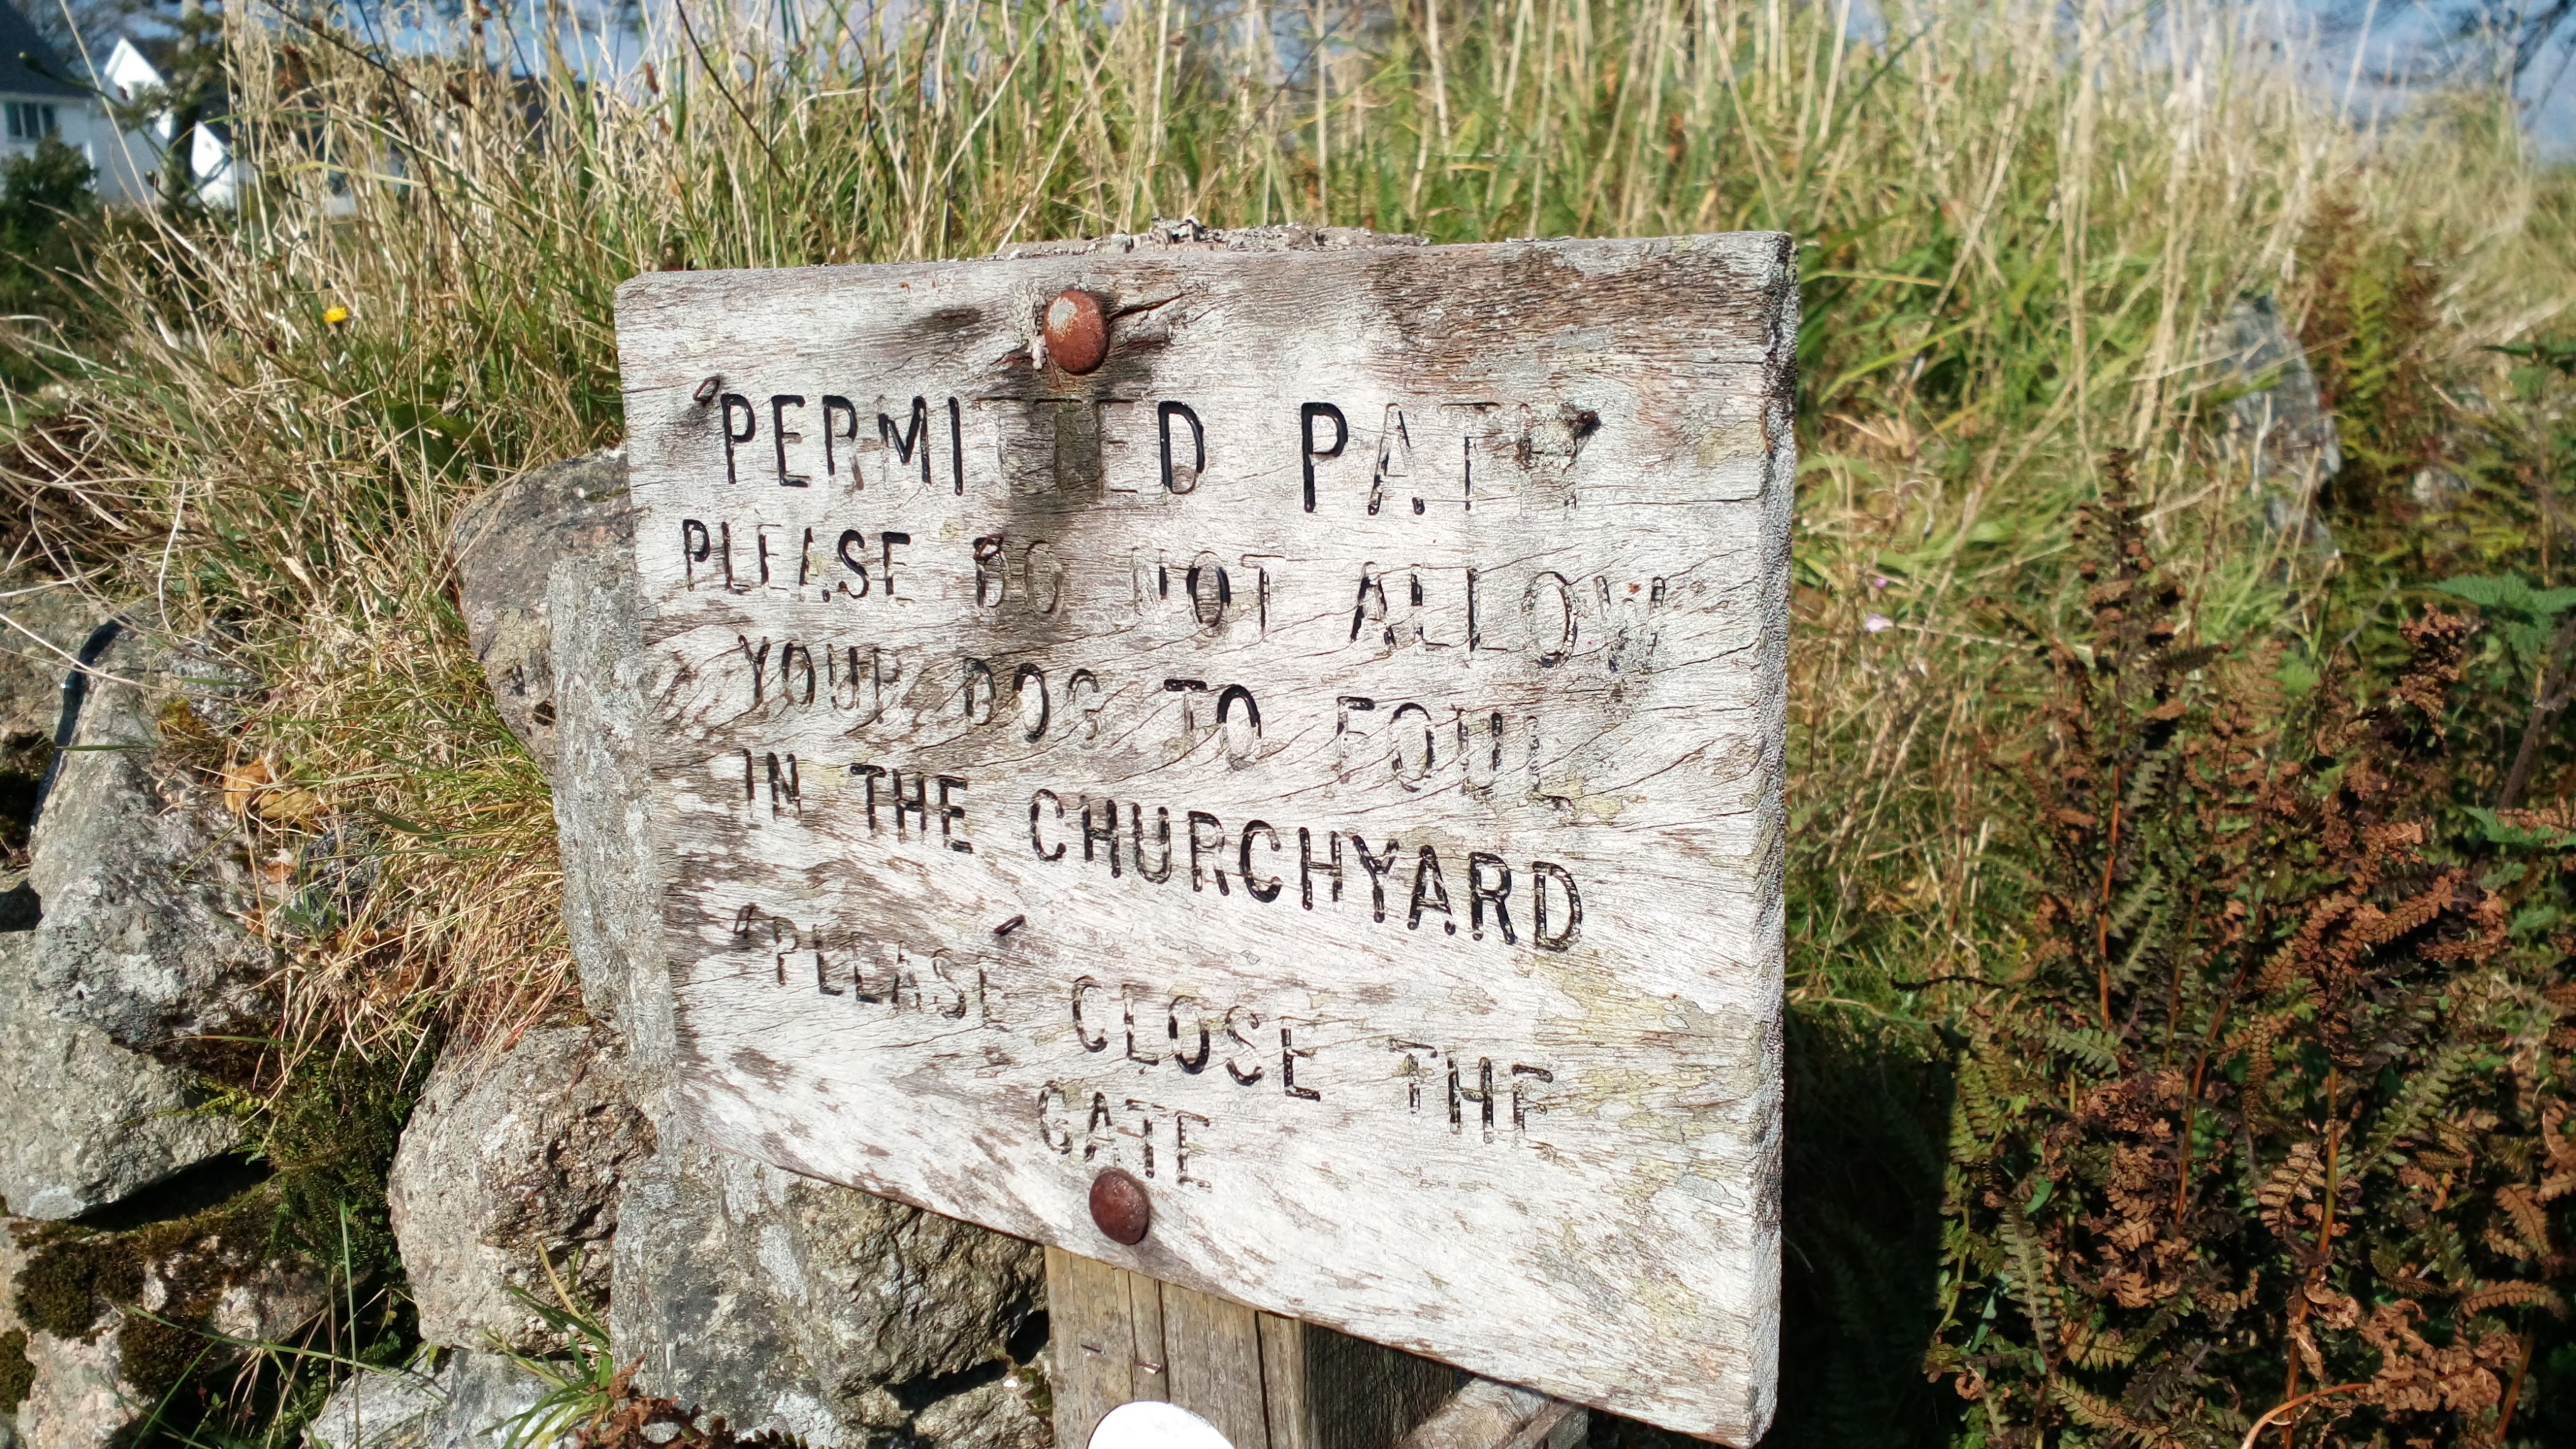 "PERMITTED PATH"
PLEASE DO NOT ALLOW
YOUR DOG TO FOUL
IN THE CHURCHYARD
"PLEASE" CLOSE THE
GATE